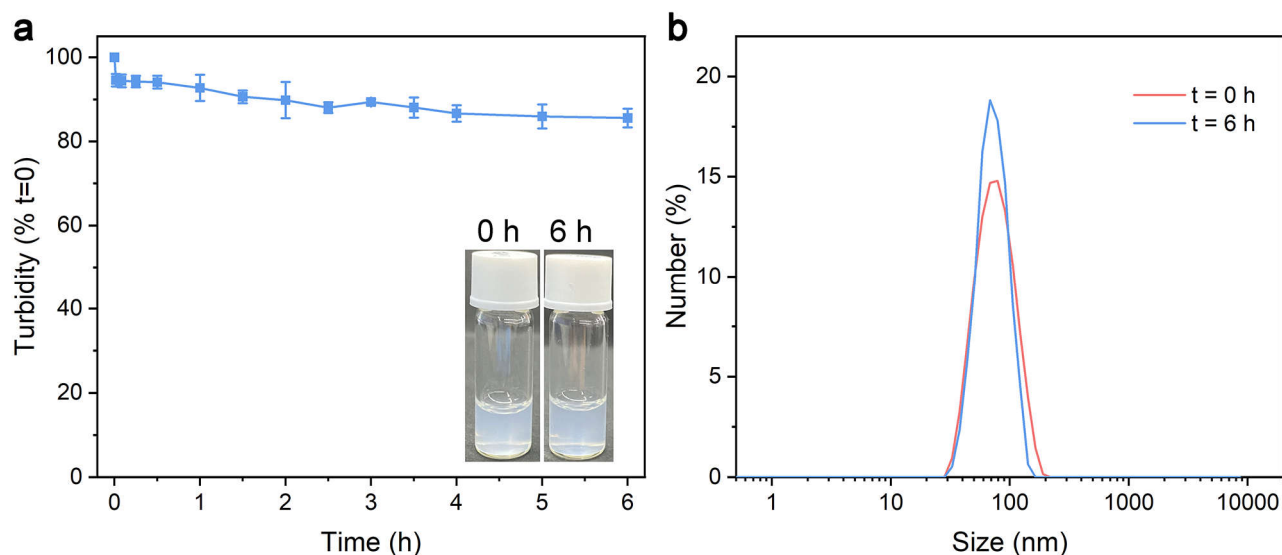 a
100
80
60
40
20
0
Turbidity (% t=0)
0 h 6 h
0 1 2 3 4 5 6
Time (h)
b
20
15
10
5
0
Number (%)
t = 0 h
t = 6 h
1 10 100 1000 10000
Size (nm)